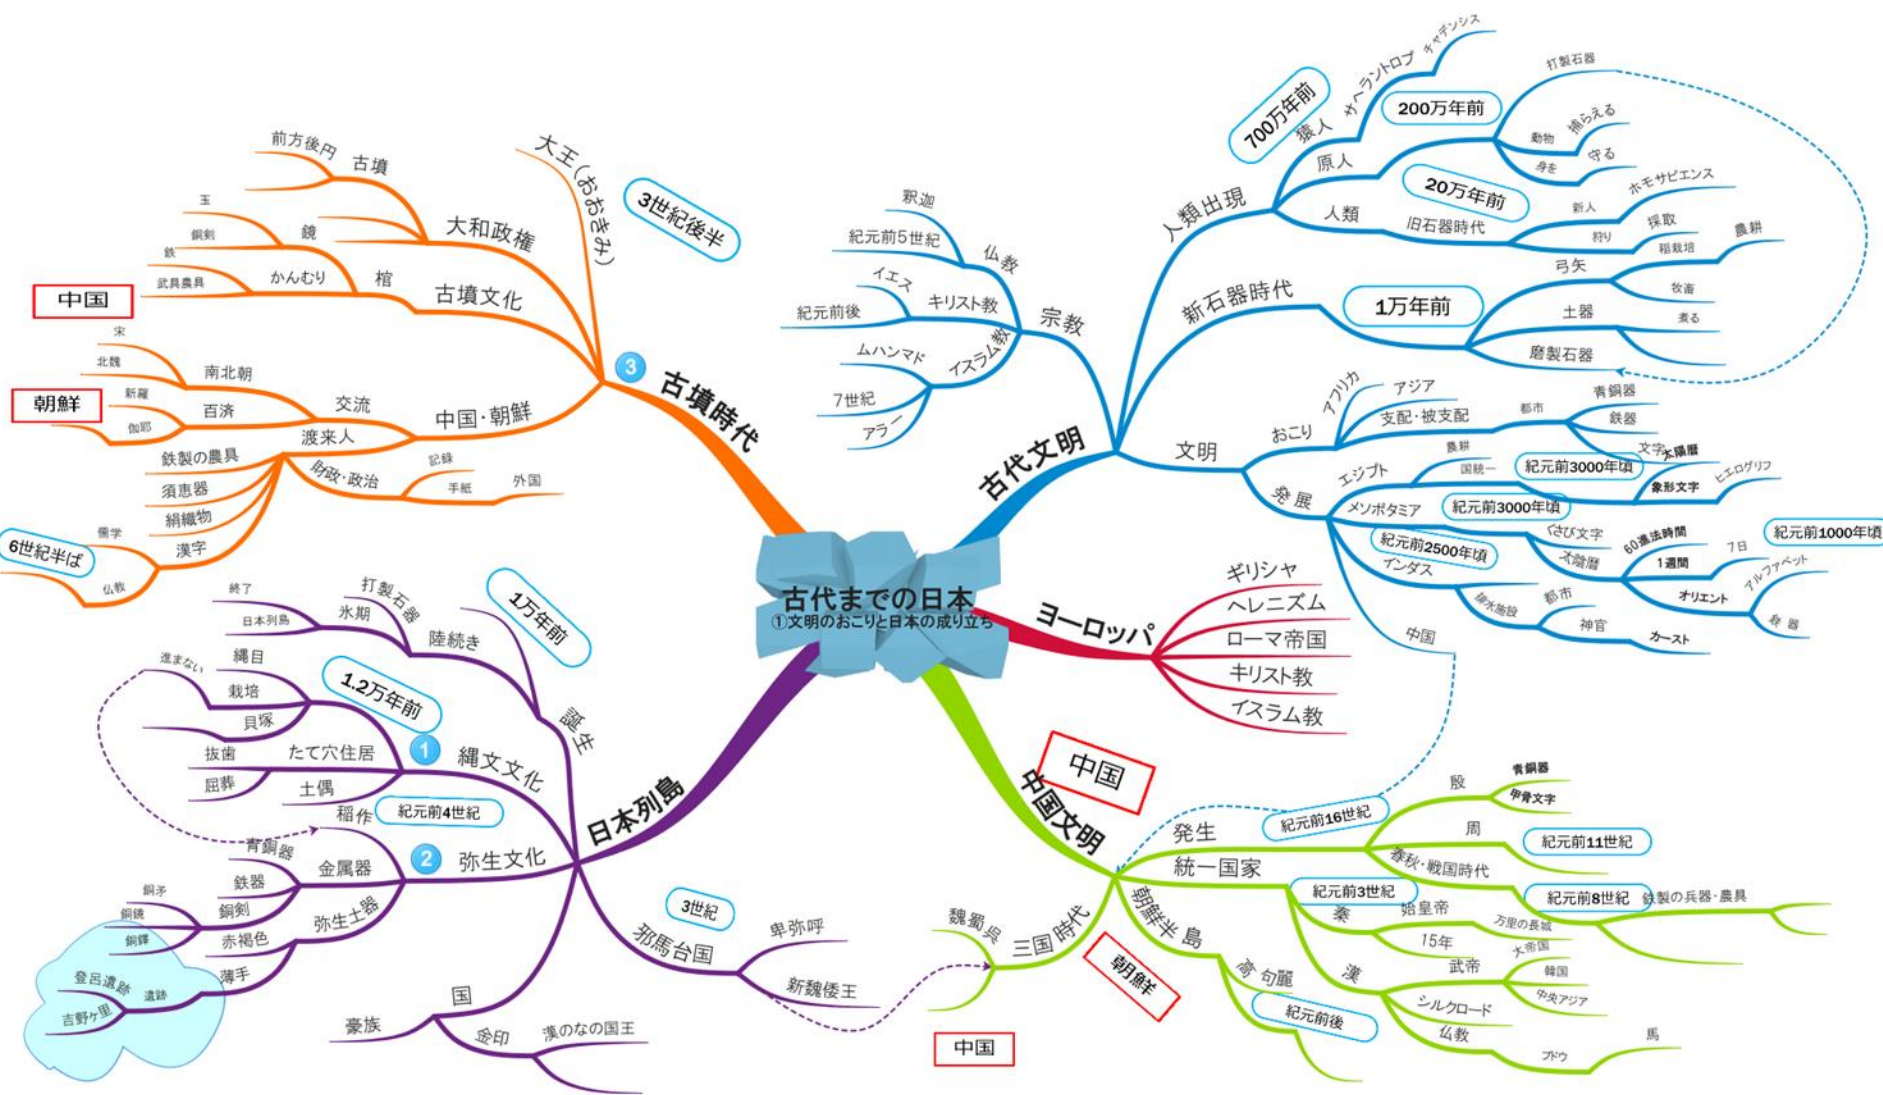 古代までの日本
①文明のおこりと日本の成り立ち
古代文明
人類出現
700万年前
猿人
サヘラントロプ
チャデンシス
原人
200万年前
打製石器
動物
捕らえる
身を
守る
人類
20万年前
旧石器時代
新人
ホモサピエンス
狩り
採取
新石器時代
1万年前
弓矢
稲栽培
農耕
牧畜
土器
煮る
磨製石器
宗教
仏教
釈迦
紀元前5世紀
キリスト教
イエス
紀元前後
イスラム教
ムハンマド
7世紀
アラー
文明
おこり
アフリカ
アジア
支配・被支配
都市
青銅器
鉄器
文字
発展
エジプト
農耕
国統一
紀元前3000年頃
太陽暦
象形文字
ヒエログリフ
メソポタミア
紀元前3000年頃
くさび文字
太陰暦
60進法時間
1週間
7日
オリエント
紀元前1000年頃
アルファベット
鉄器
紀元前2500年頃
インダス
排水施設
都市
神官
カースト
中国
ヨーロッパ
ギリシャ
ヘレニズム
ローマ帝国
キリスト教
イスラム教
中国文明
中国
発生
紀元前16世紀
殷
青銅器
甲骨文字
周
紀元前11世紀
春秋・戦国時代
紀元前8世紀
鉄製の兵器・農具
統一国家
紀元前3世紀
秦
始皇帝
万里の長城
15年
漢
武帝
大帝国
韓国
中央アジア
シルクロード
仏教
ブドウ
馬
朝鮮半島
朝鮮
高句麗
紀元前後
三国時代
魏蜀呉
中国
日本列島
誕生
1万年前
陸続き
打製石器
氷期
終了
日本列島
1
縄文文化
1.2万年前
縄目
栽培
進まない
貝塚
たて穴住居
抜歯
屈葬
土偶
2
弥生文化
紀元前4世紀
稲作
金属器
青銅器
鉄器
銅剣
銅矛
銅鏡
銅鐸
弥生土器
赤褐色
薄手
遺跡
登呂遺跡
吉野ヶ里
邪馬台国
3世紀
卑弥呼
新魏倭王
国
豪族
金印
漢のなの国王
3
古墳時代
大王(おおきみ)
3世紀後半
大和政権
古墳
前方後円
古墳文化
棺
鏡
玉
銅剣
かんむり
鉄
武具農具
中国・朝鮮
交流
南北朝
中国
宋
北魏
百済
朝鮮
新羅
伽耶
渡来人
鉄製の農具
須恵器
絹織物
漢字
儒学
仏教
6世紀半ば
財政・政治
記録
手紙
外国